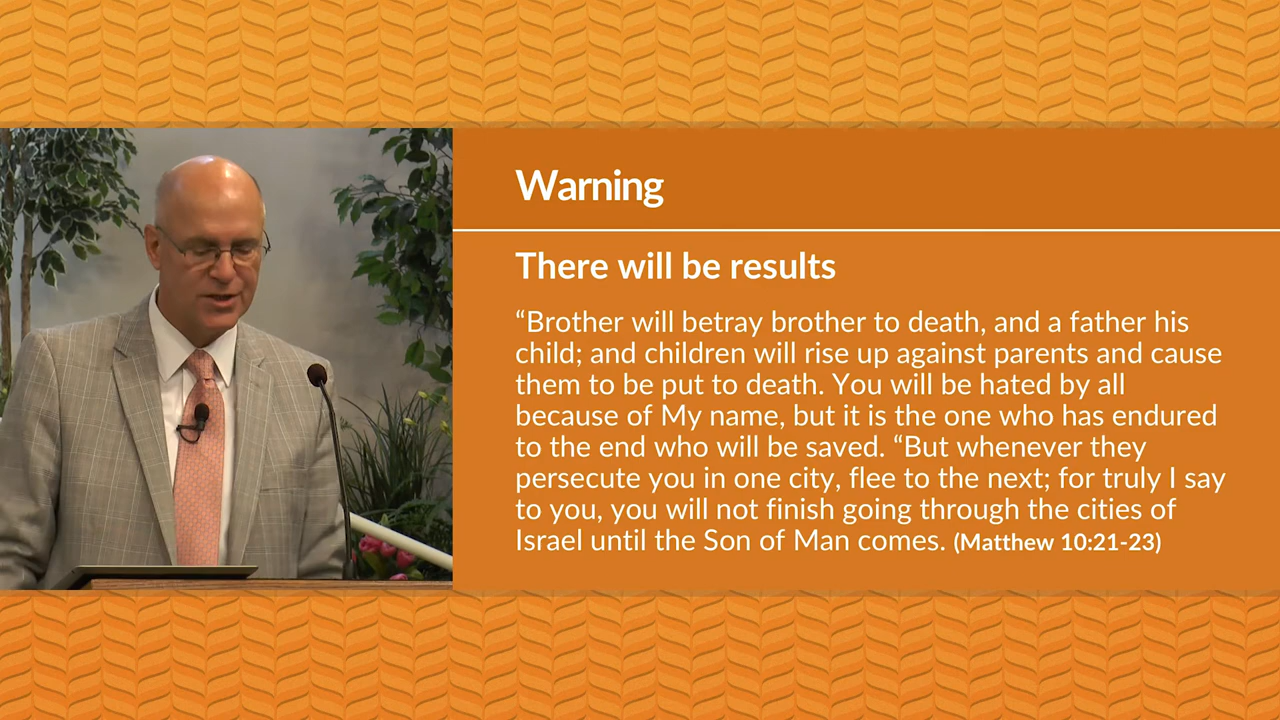 Warning
There will be results
“Brother will betray brother to death, and a father his
child; and children will rise up against parents and cause
them to be put to death. You will be hated by all
because of My name, but it is the one who has endured
to the end who will be saved. “But whenever they
persecute you in one city, flee to the next; for truly I say
to you, you will not finish going through the cities of
Israel until the Son of Man comes. (Matthew 10:21-23)